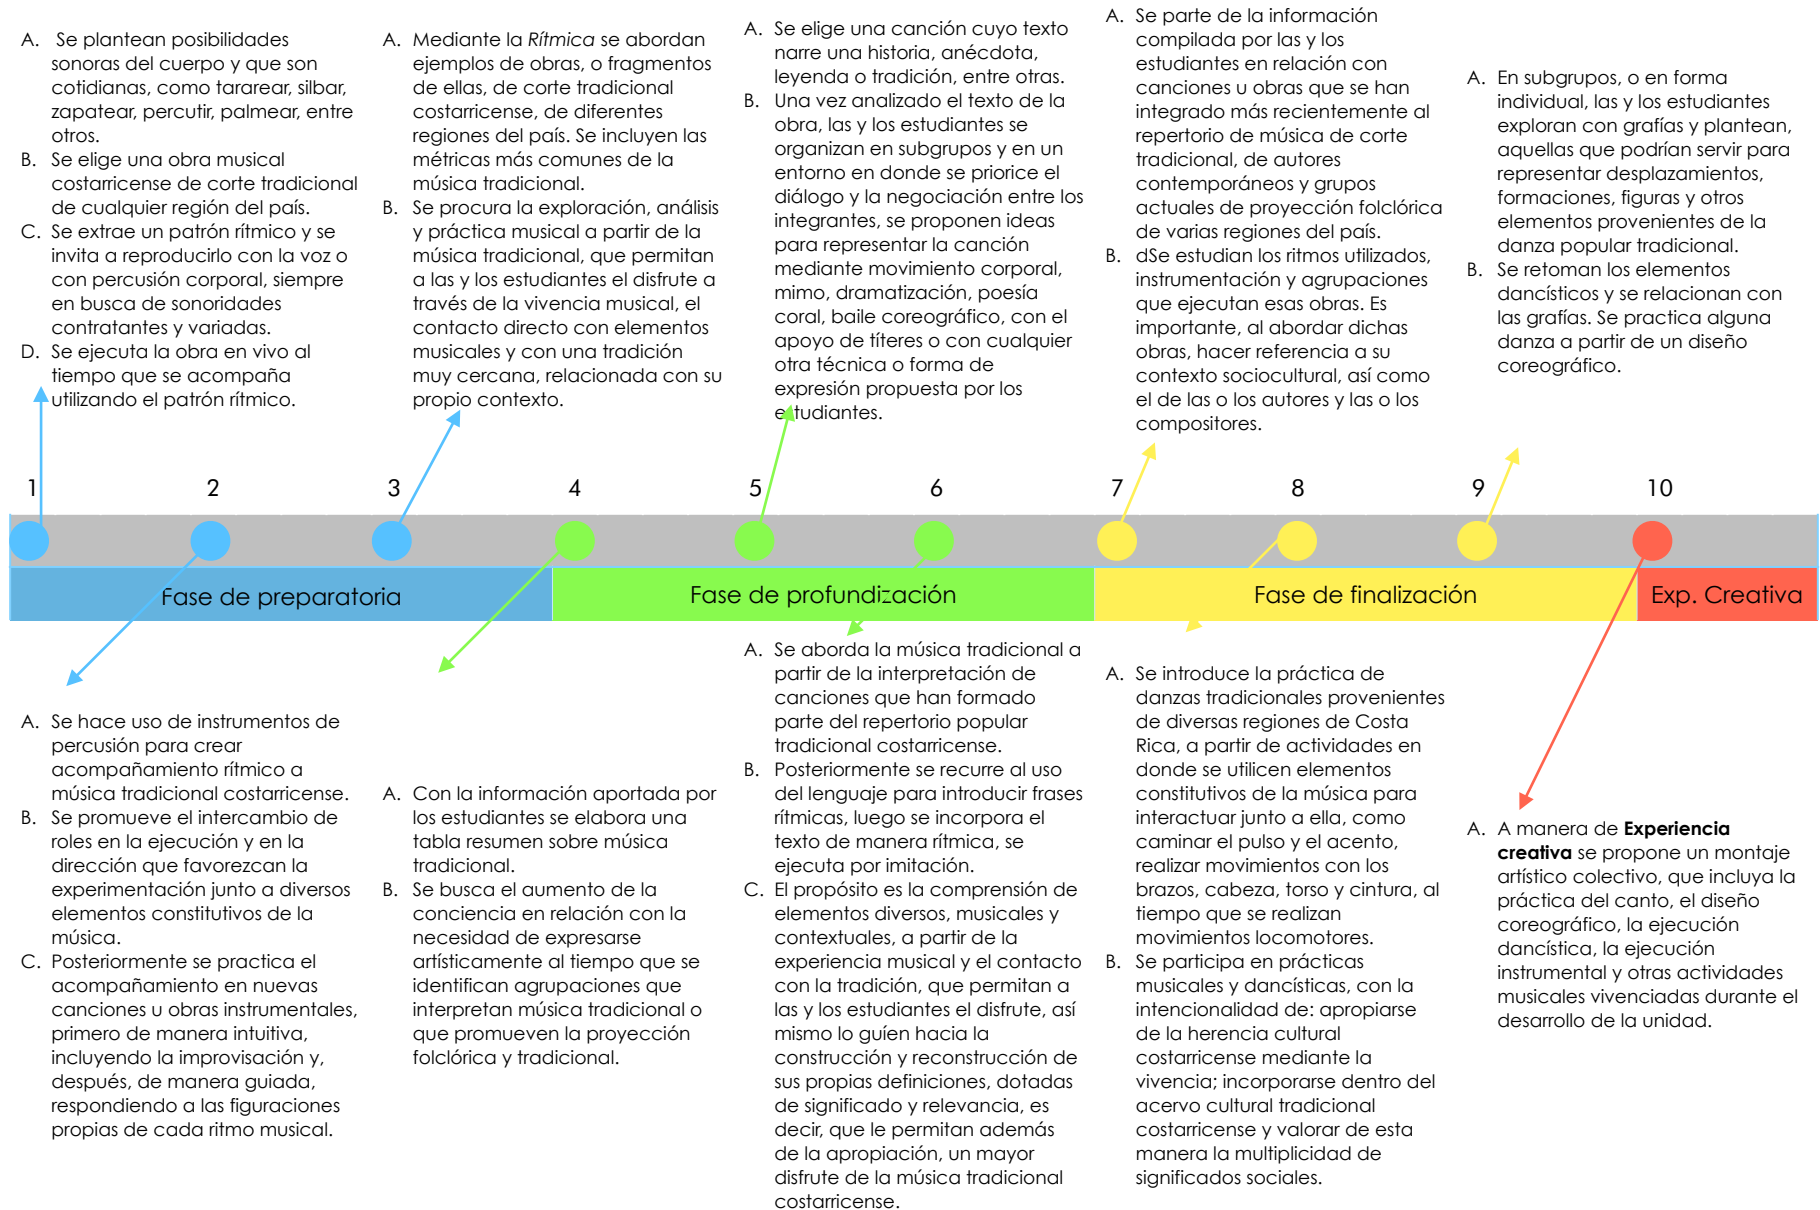 A. Se plantean posibilidades
sonoras del cuerpo y que son
cotidianas, como tararear, silbar,
zapatear, percutir, palmear, entre
otros.
B. Se elige una obra musical
costarricense de corte tradicional
de cualquier región del país.
C. Se extrae un patrón rítmico y se
invita a reproducirlo con la voz o
con percusión corporal, siempre
en busca de sonoridades
contratantes y variadas.
D. Se ejecuta la obra en vivo al
tiempo que se acompaña
utilizando el patrón rítmico.
A. Mediante la Rítmica se abordan
ejemplos de obras, o fragmentos
de ellas, de corte tradicional
costarricense, de diferentes
regiones del país. Se incluyen las
métricas más comunes de la
música tradicional.
B. Se procura la exploración, análisis
y práctica musical a partir de la
música tradicional, que permitan
a las y los estudiantes el disfrute a
través de la vivencia musical, el
contacto directo con elementos
musicales y con una tradición
muy cercana, relacionada con su
propio contexto.
A. Se elige una canción cuyo texto
narre una historia, anécdota,
leyenda o tradición, entre otras.
B. Una vez analizado el texto de la
obra, las y los estudiantes se
organizan en subgrupos y en un
entorno en donde se priorice el
diálogo y la negociación entre los
integrantes, se proponen ideas
para representar la canción
mediante movimiento corporal,
mimo, dramatización, poesía
coral, baile coreográfico, con el
apoyo de títeres o con cualquier
otra técnica o forma de
expresión propuesta por los
estudiantes.
A. Se parte de la información
compilada por las y los
estudiantes en relación con
canciones u obras que se han
integrado más recientemente al
repertorio de música de corte
tradicional, de autores
contemporáneos y grupos
actuales de proyección folclórica
de varias regiones del país.
B. dSe estudian los ritmos utilizados,
instrumentación y agrupaciones
que ejecutan esas obras. Es
importante, al abordar dichas
obras, hacer referencia a su
contexto sociocultural, así como
el de las o los autores y las o los
compositores.
A. En subgrupos, o en forma
individual, las y los estudiantes
exploran con grafías y plantean,
aquellas que podrían servir para
representar desplazamientos,
formaciones, figuras y otros
elementos provenientes de la
danza popular tradicional.
B. Se retoman los elementos
dancísticos y se relacionan con
las grafías. Se practica alguna
danza a partir de un diseño
coreográfico.
1 2 3 4 5 6 7 8 9 10
Fase de preparatoria Fase de profundización Fase de finalización Exp. Creativa
A. Se hace uso de instrumentos de
percusión para crear
acompañamiento rítmico a
música tradicional costarricense.
B. Se promueve el intercambio de
roles en la ejecución y en la
dirección que favorezcan la
experimentación junto a diversos
elementos constitutivos de la
música.
C. Posteriormente se practica el
acompañamiento en nuevas
canciones u obras instrumentales,
primero de manera intuitiva,
incluyendo la improvisación y,
después, de manera guiada,
respondiendo a las figuraciones
propias de cada ritmo musical.
A. Con la información aportada por
los estudiantes se elabora una
tabla resumen sobre música
tradicional.
B. Se busca el aumento de la
conciencia en relación con la
necesidad de expresarse
artísticamente al tiempo que se
identifican agrupaciones que
interpretan música tradicional o
que promueven la proyección
folclórica y tradicional.
A. Se aborda la música tradicional a
partir de la interpretación de
canciones que han formado
parte del repertorio popular
tradicional costarricense.
B. Posteriormente se recurre al uso
del lenguaje para introducir frases
rítmicas, luego se incorpora el
texto de manera rítmica, se
ejecuta por imitación.
C. El propósito es la comprensión de
elementos diversos, musicales y
contextuales, a partir de la
experiencia musical y el contacto
con la tradición, que permitan a
las y los estudiantes el disfrute, así
mismo lo guíen hacia la
construcción y reconstrucción de
sus propias definiciones, dotadas
de significado y relevancia, es
decir, que le permitan además
de la apropiación, un mayor
disfrute de la música tradicional
costarricense.
A. Se introduce la práctica de
danzas tradicionales provenientes
de diversas regiones de Costa
Rica, a partir de actividades en
donde se utilicen elementos
constitutivos de la música para
interactuar junto a ella, como
caminar el pulso y el acento,
realizar movimientos con los
brazos, cabeza, torso y cintura, al
tiempo que se realizan
movimientos locomotores.
B. Se participa en prácticas
musicales y dancísticas, con la
intencionalidad de: apropiarse
de la herencia cultural
costarricense mediante la
vivencia; incorporarse dentro del
acervo cultural tradicional
costarricense y valorar de esta
manera la multiplicidad de
significados sociales.
A. A manera de Experiencia
creativa se propone un montaje
artístico colectivo, que incluya la
práctica del canto, el diseño
coreográfico, la ejecución
dancística, la ejecución
instrumental y otras actividades
musicales vivenciadas durante el
desarrollo de la unidad.